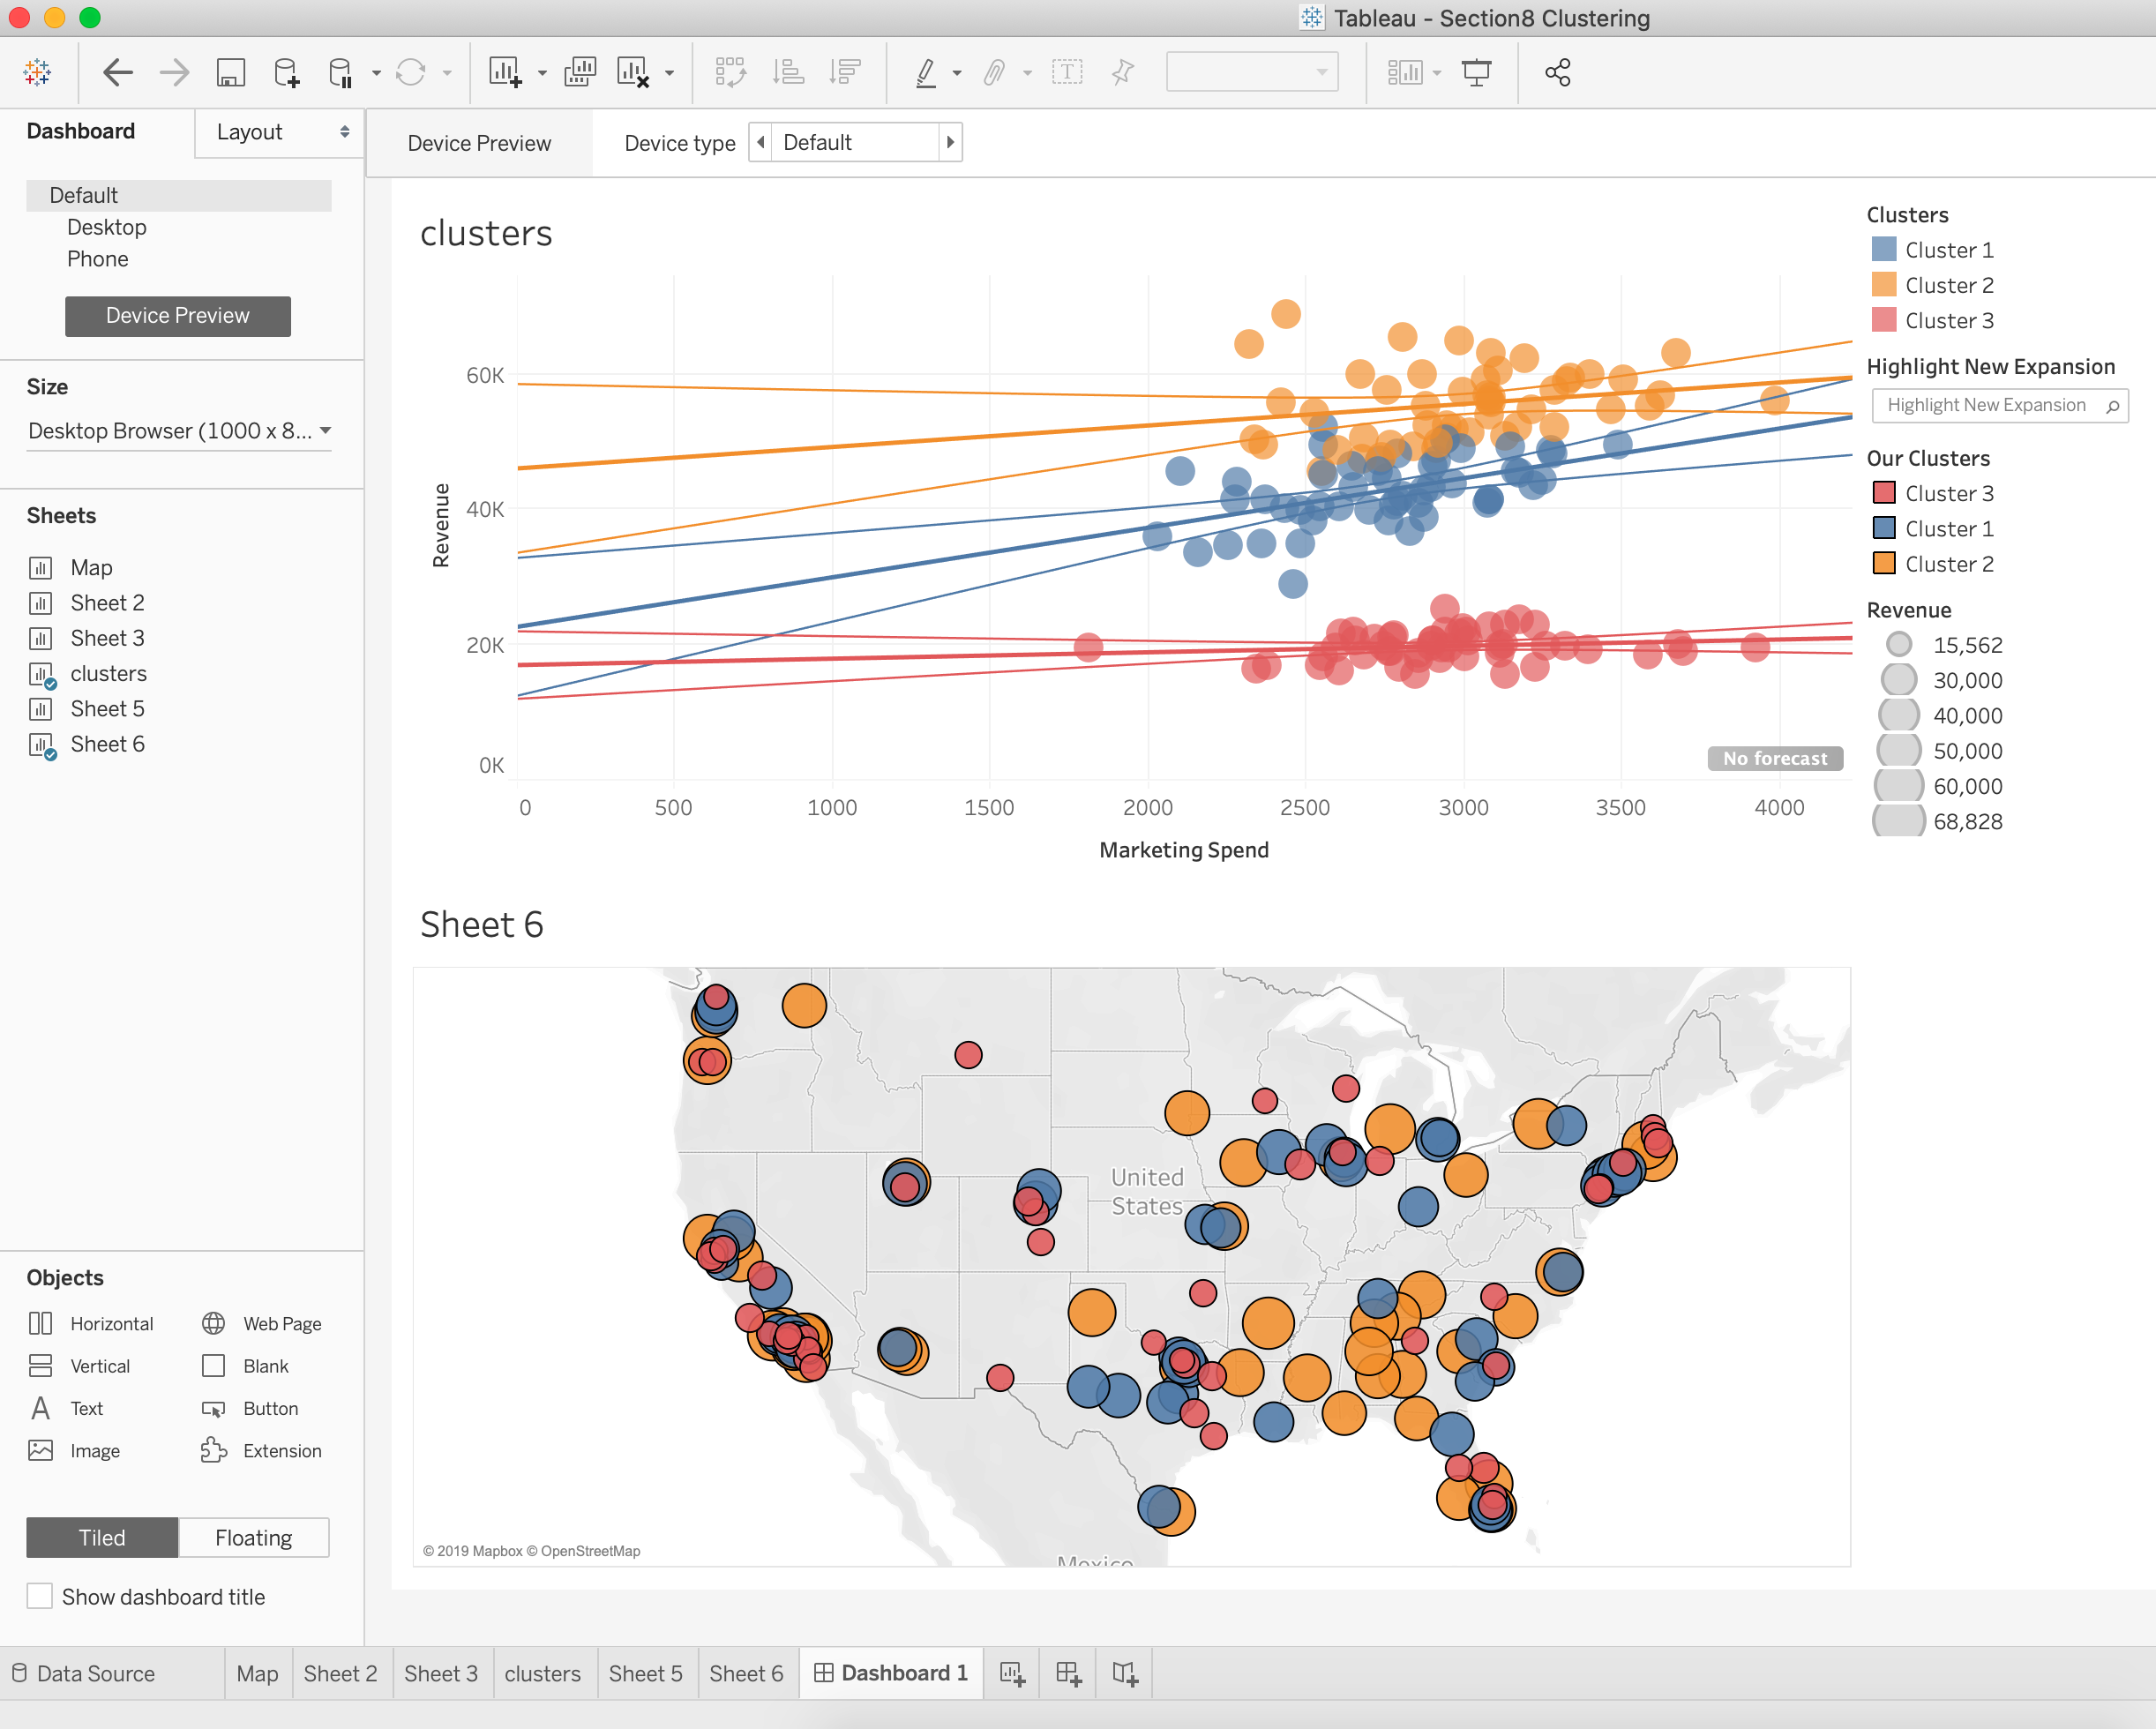 Tableau - Section8 Clustering
T
Dashboard
Layout
Device Preview
Device type
Default
Default
Desktop
Phone
Device Preview
Size
Desktop Browser (1000 x 8...
Sheets
Map
Sheet 2
Sheet 3
clusters
Sheet 5
Sheet 6
Objects
Horizontal
Web Page
Vertical
Blank
Text
Button
Image
Extension
Tiled
Floating
Show dashboard title
clusters
60K
40K
20K
0K
Revenue
0
500
1000
1500
2000
2500
3000
3500
4000
Marketing Spend
No forecast
Clusters
Cluster 1
Cluster 2
Cluster 3
Highlight New Expansion
Highlight New Expansion
Our Clusters
Cluster 3
Cluster 1
Cluster 2
Revenue
15,562
30,000
40,000
50,000
60,000
68,828
Sheet 6
United
States
Mexico
© 2019 Mapbox © OpenStreetMap
Data Source
Map
Sheet 2
Sheet 3
clusters
Sheet 5
Sheet 6
Dashboard 1